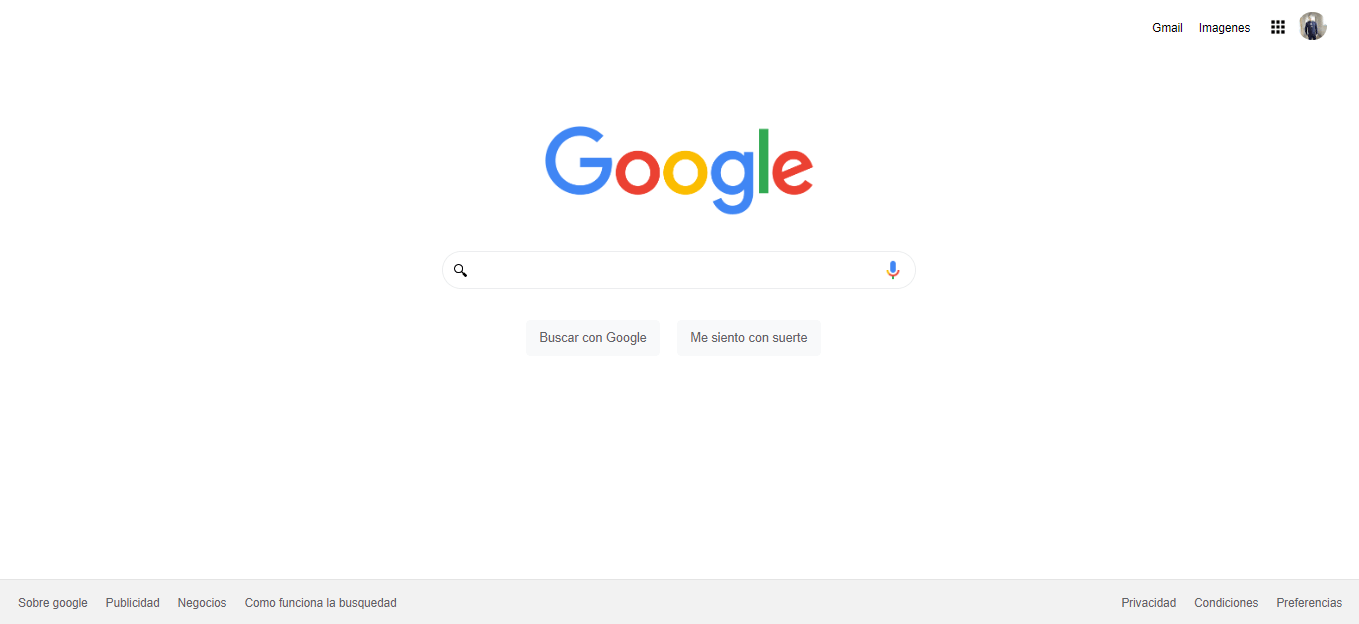 Gmail Imagenes
Google
Buscar con Google Me siento con suerte
Sobre google Publicidad Negocios Como funciona la busquedad Privacidad Condiciones Preferencias